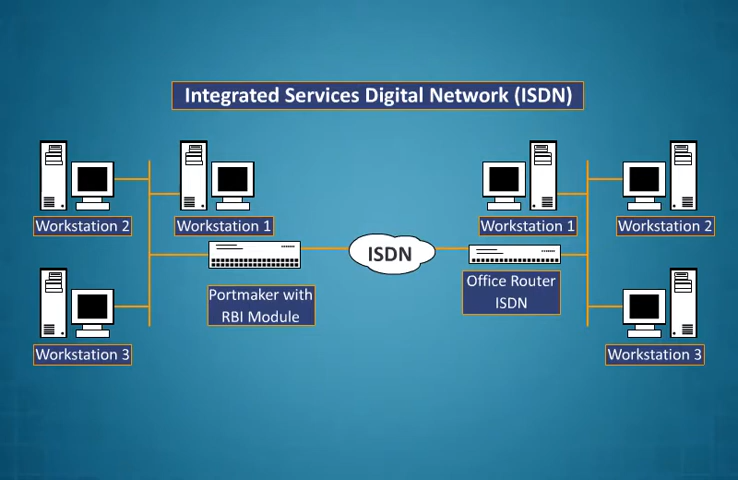 Integrated Services Digital Network (ISDN)
Workstation 2
Workstation 1
Workstation 1
Workstation 2
ISDN
Portmaker with
RBI Module
Office Router
ISDN
Workstation 3
Workstation 3